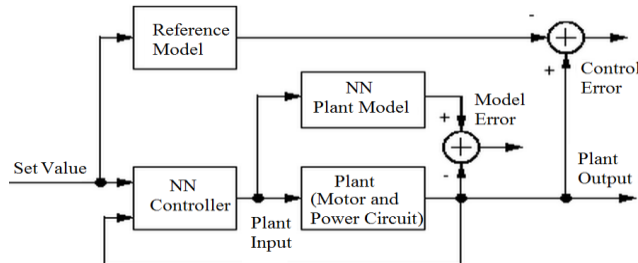 Reference
Model
-
+
Control
Error
NN
Plant Model
Model
Error
+
-
Set Value
NN
Controller
Plant
Input
Plant
(Motor and
Power Circuit)
Plant
Output